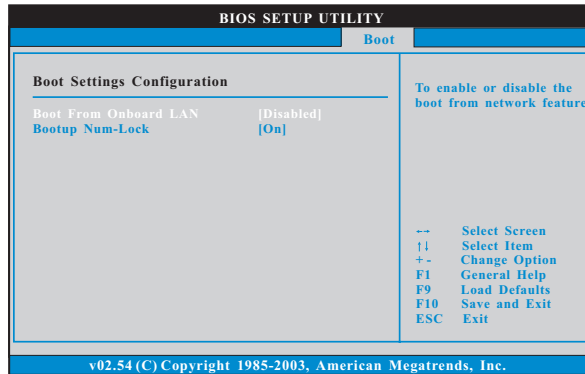 BIOS SETUP UTILITY
Boot
Boot Settings Configuration
Boot From Onboard LAN [Disabled]
Bootup Num-Lock [On]
To enable or disable the
boot from network feature
←→ Select Screen
↑↓ Select Item
+ - Change Option
F1 General Help
F9 Load Defaults
F10 Save and Exit
ESC Exit
v02.54 (C) Copyright 1985-2003, American Megatrends, Inc.